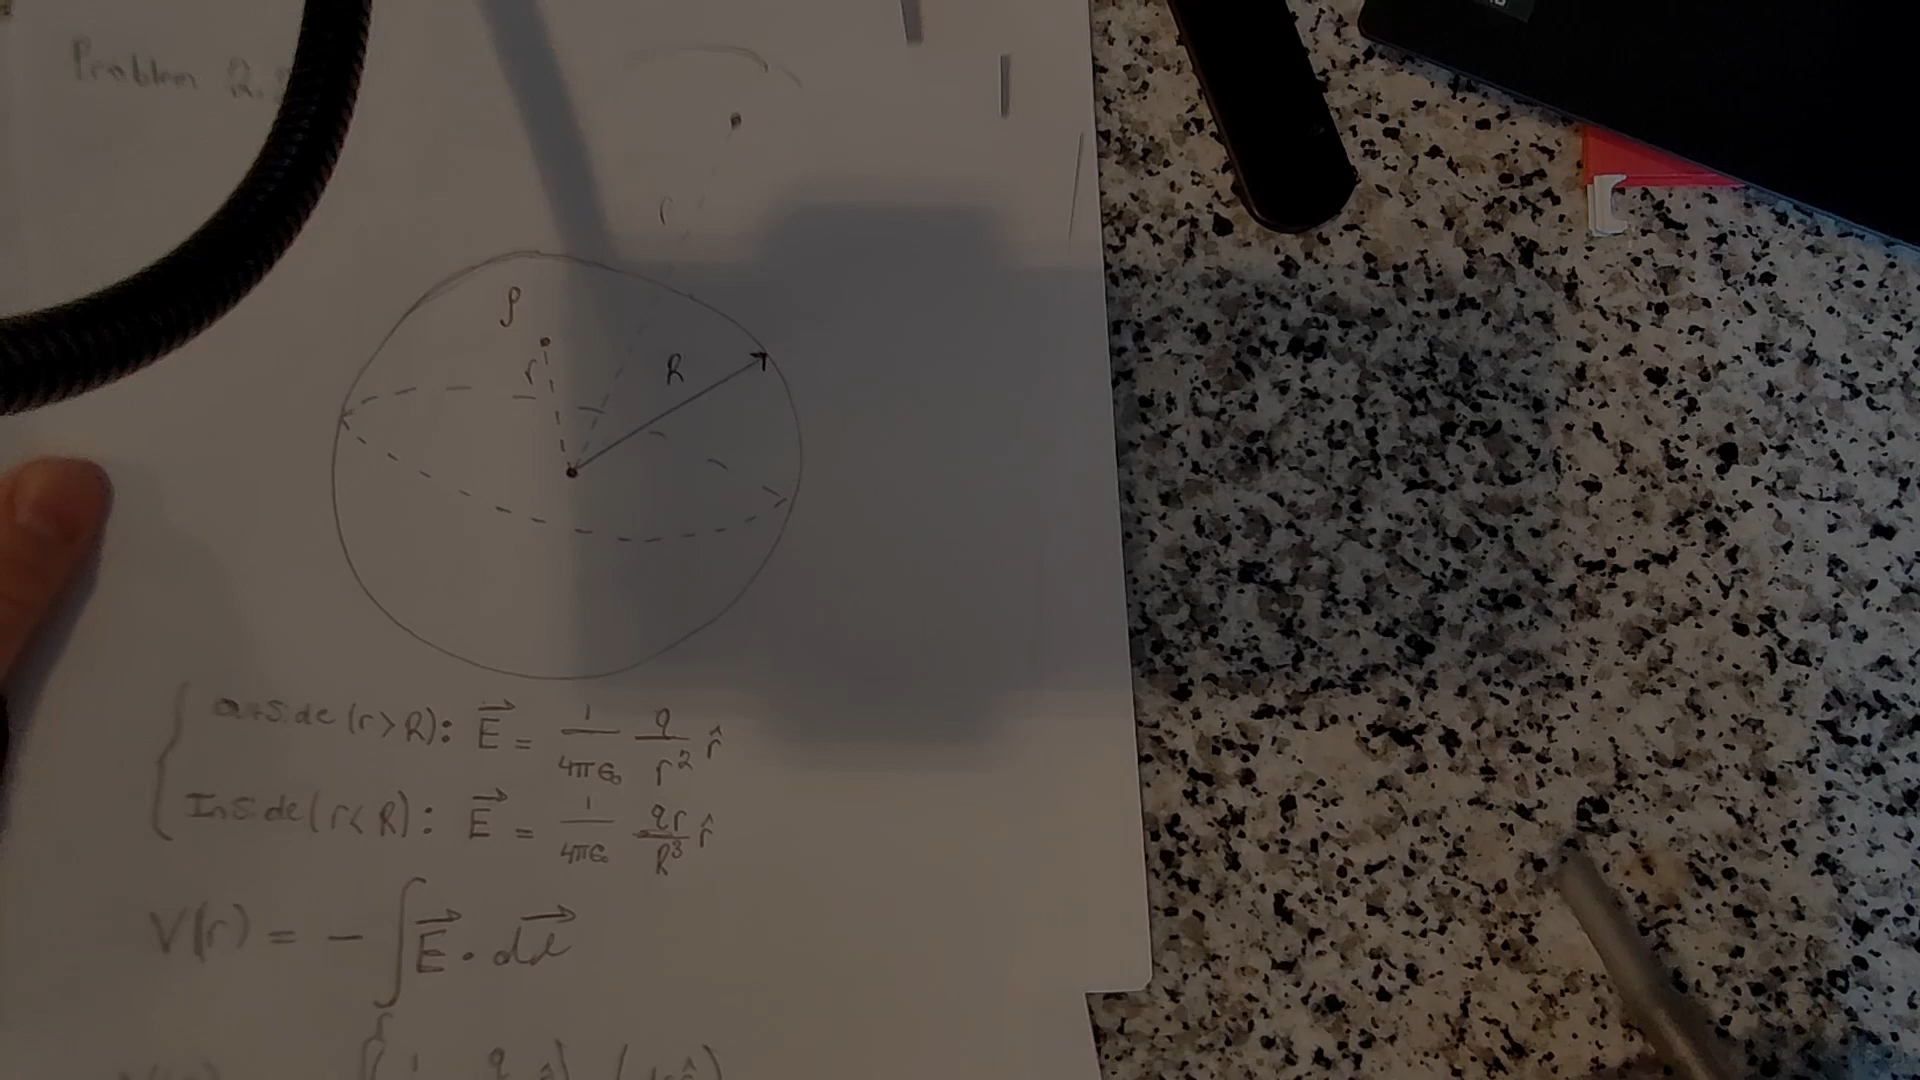 Problem 2.
r
ρ
r
R
outside (r > R): E⃗ = 1/(4πε₀) q/r² r̂
Inside (r < R): E⃗ = 1/(4πε₀) qr/R³ r̂
V(r) = - ∫ E⃗ · dl⃗